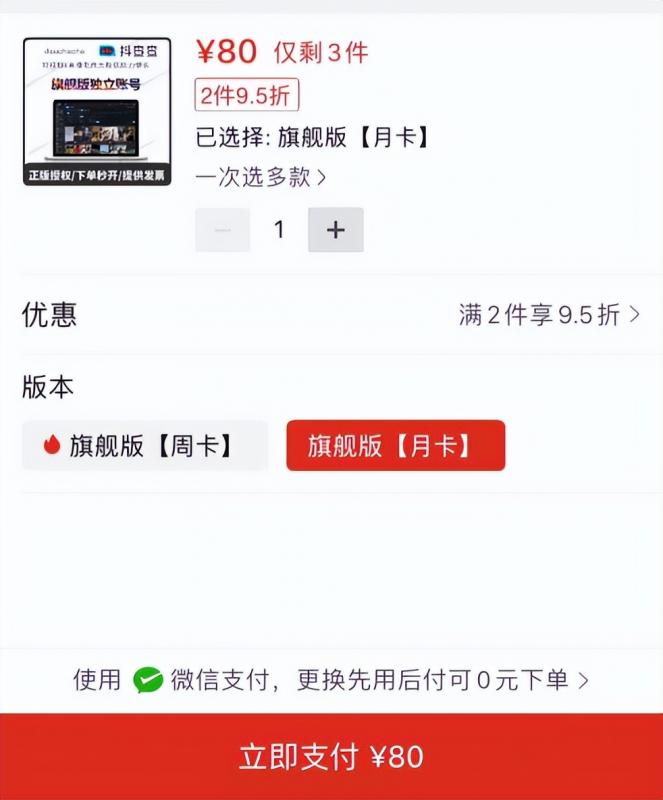 抖查查
旗舰版独立账号
正版授权/下单秒开/提供发票
¥80 仅剩3件
2件9.5折
已选择: 旗舰版【月卡】
一次选多款
1
优惠
满2件享9.5折
版本
旗舰版【周卡】
旗舰版【月卡】
使用 微信支付，更换先用后付可0元下单
立即支付 ¥80